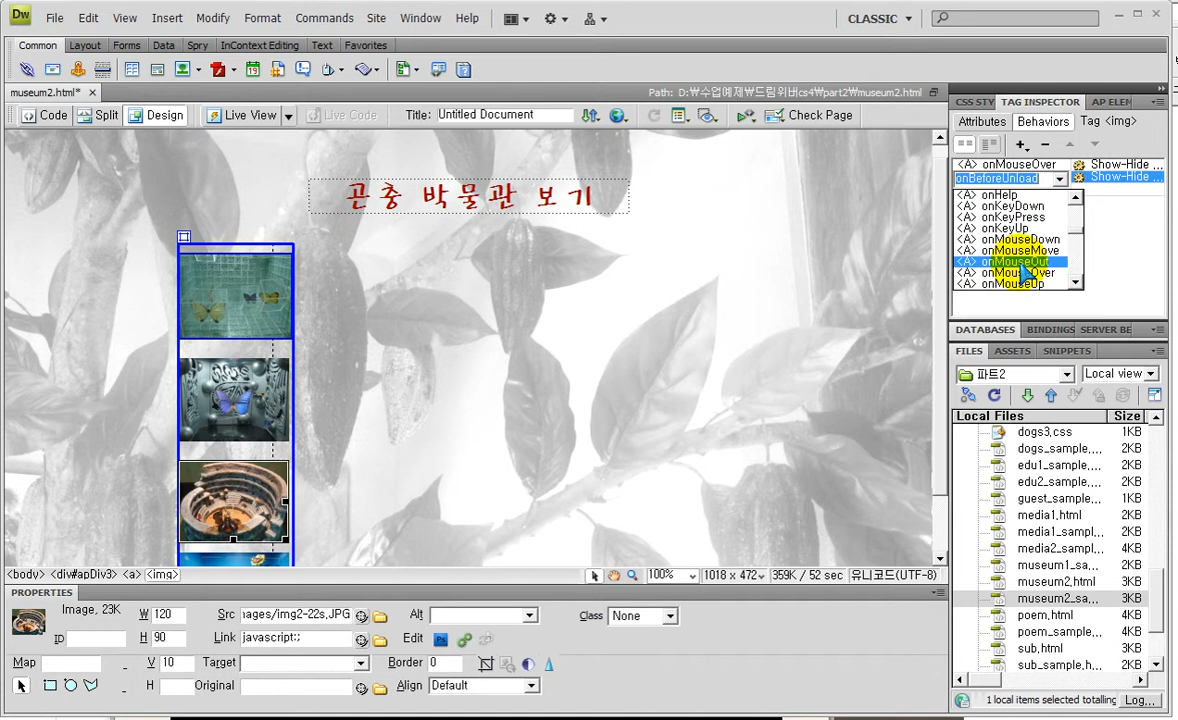 Dw File Edit View Insert Modify Format Commands Site Window Help CLASSIC
Common Layout Forms Data Spry InContext Editing Text Favorites
museum2.html* Path: D:\수업예제\드림위버cs4\part2\museum2.html
Code Split Design Live View Live Code Title: Untitled Document Check Page
곤충 박물관 보기
<body> <div#apDiv3> <a> <img> 100% 1018 x 472 359K / 52 sec 유니코드(UTF-8)
PROPERTIES
Image, 23K W 120 Src ages/img2-22s,JPG Alt Class None
ID H 90 Link javascript:; Edit Ps
Map V 10 Target Border 0
H Original Align Default
CSS STY TAG INSPECTOR AP ELEN
Attributes Behaviors Tag <img>
<A> onMouseOver Show-Hide ...
onBeforeUnload Show-Hide ...
<A> onHelp
<A> onKeyDown
<A> onKeyPress
<A> onKeyUp
<A> onMouseDown
<A> onMouseMove
<A> onMouseOut
<A> onMouseOver
<A> onMouseUp
DATABASES BINDINGS SERVER BE
FILES ASSETS SNIPPETS
파트2 Local view
Local Files Size
dogs3.css 1KB
dogs_sample.... 2KB
edu1_sample.... 2KB
edu2_sample.... 2KB
guest_sample... 2KB
media1.html 2KB
media1_sampl... 2KB
media2_sampl... 4KB
museum1_sa... 2KB
museum2.html 3KB
museum2_sa... 3KB
poem.html 4KB
poem_sample... 4KB
sub.html 3KB
sub_sample.h... 2KB
1 local items selected totalling Log...